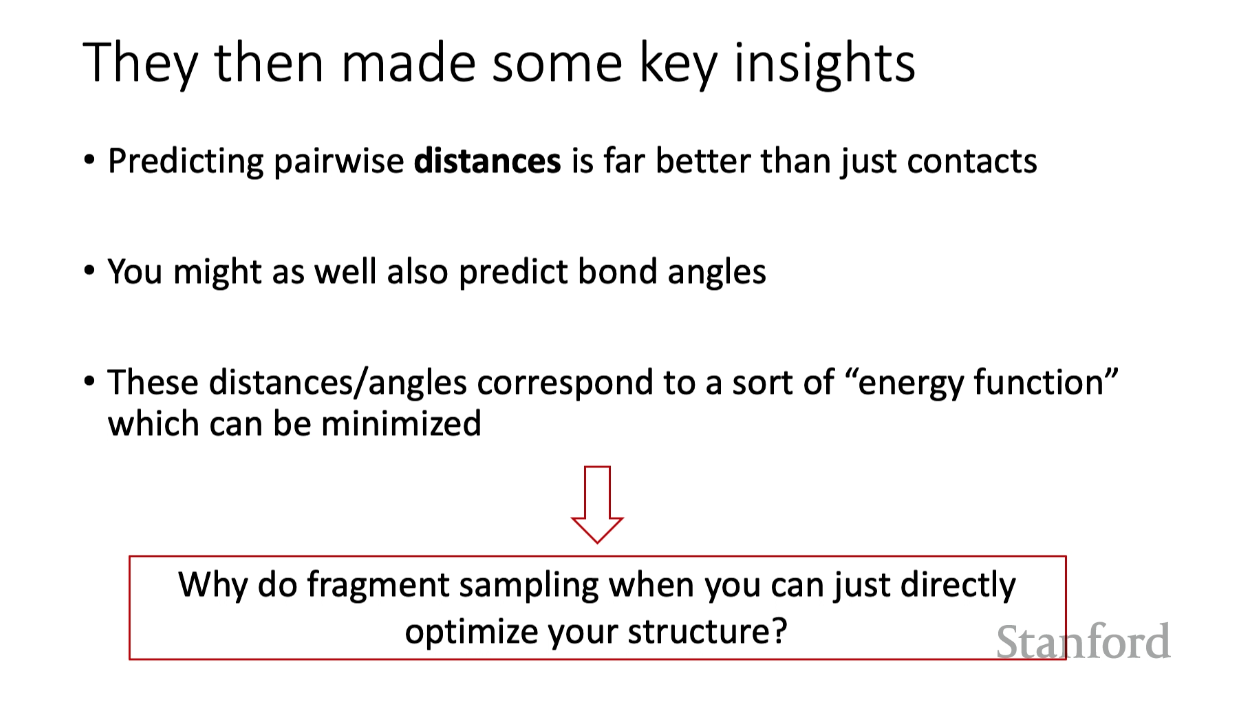 They then made some key insights
• Predicting pairwise distances is far better than just contacts
• You might as well also predict bond angles
• These distances/angles correspond to a sort of “energy function”
which can be minimized
Why do fragment sampling when you can just directly
optimize your structure?
Stanford